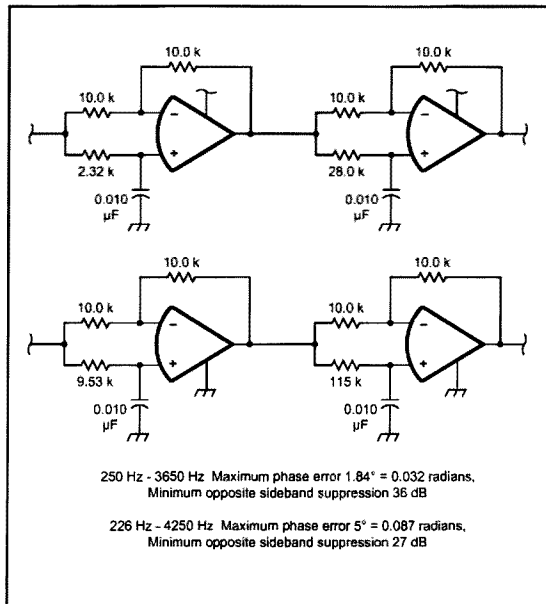 10.0 k
10.0 k
10.0 k
10.0 k
−
+
−
+
2.32 k
28.0 k
0.010
µF
0.010
µF
10.0 k
10.0 k
10.0 k
10.0 k
−
+
−
+
9.53 k
115 k
0.010
µF
0.010
µF
250 Hz - 3650 Hz Maximum phase error 1.84° = 0.032 radians,
Minimum opposite sideband suppression 36 dB
226 Hz - 4250 Hz Maximum phase error 5° = 0.087 radians,
Minimum opposite sideband suppression 27 dB